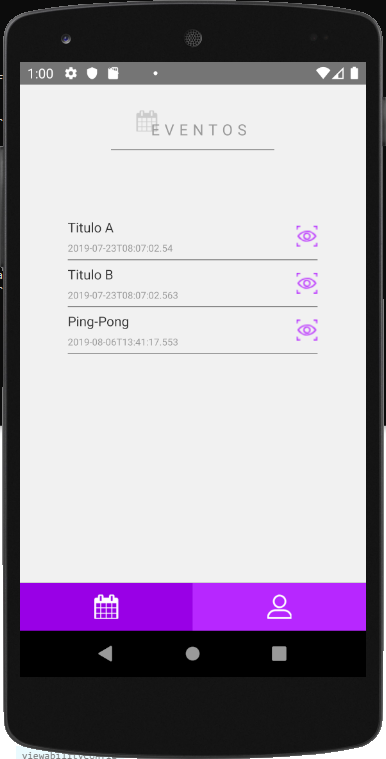 1:00
EVENTOS
Titulo A
2019-07-23T08:07:02.54
Titulo B
2019-07-23T08:07:02.563
Ping-Pong
2019-08-06T13:41:17.553